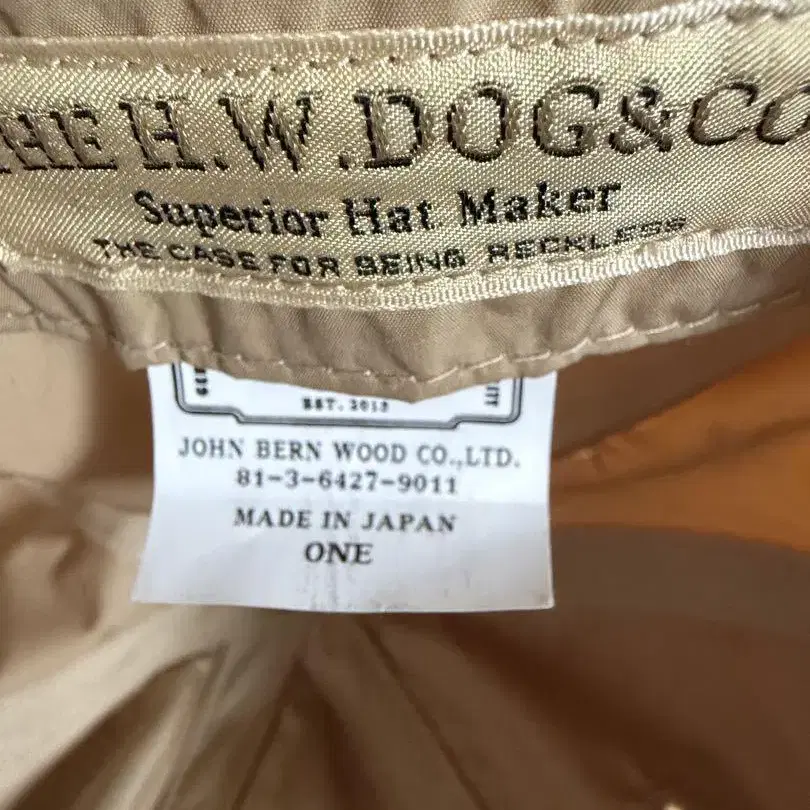 THE H.W.DOG&CO
Superior Hat Maker
THE CASE FOR BEING RECKLESS
EST. 2012
JOHN BERN WOOD CO.,LTD.
81-3-6427-9011
MADE IN JAPAN
ONE